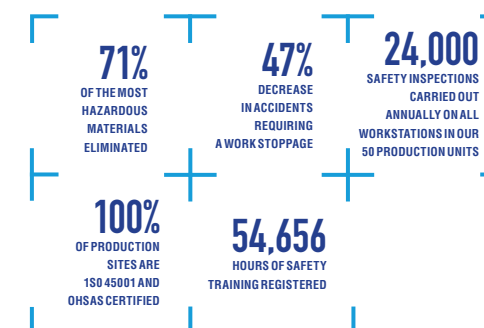 71%
OF THE MOST
HAZARDOUS
MATERIALS
ELIMINATED
47%
DECREASE
IN ACCIDENTS
REQUIRING
A WORK STOPPAGE
24,000
SAFETY INSPECTIONS
CARRIED OUT
ANNUALLY ON ALL
WORKSTATIONS IN OUR
50 PRODUCTION UNITS
100%
OF PRODUCTION
SITES ARE
1S0 45001 AND
OHSAS CERTIFIED
54,656
HOURS OF SAFETY
TRAINING REGISTERED